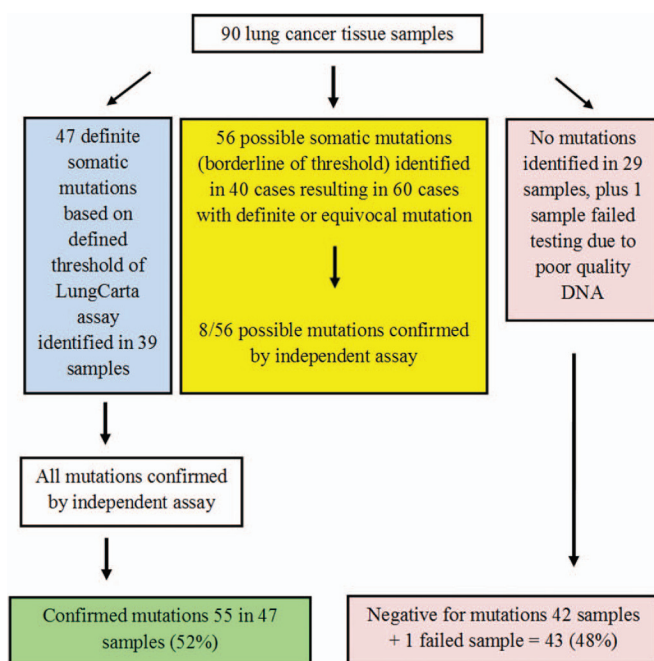 90 lung cancer tissue samples
47 definite
somatic
mutations
based on
defined
threshold of
LungCarta
assay
identified in 39
samples
56 possible somatic mutations
(borderline of threshold) identified
in 40 cases resulting in 60 cases
with definite or equivocal mutation
8/56 possible mutations confirmed
by independent assay
No mutations
identified in 29
samples, plus 1
sample failed
testing due to
poor quality
DNA
All mutations confirmed
by independent assay
Confirmed mutations 55 in 47
samples (52%)
Negative for mutations 42 samples
+ 1 failed sample = 43 (48%)